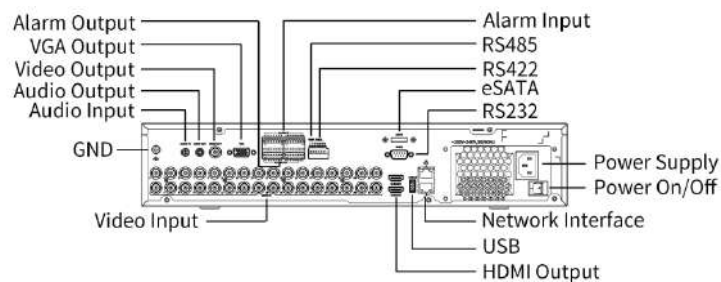 Alarm Output
VGA Output
Video Output
Audio Output
Audio Input
GND
Video Input
Alarm Input
RS485
RS422
eSATA
RS232
Power Supply
Power On/Off
Network Interface
USB
HDMI Output